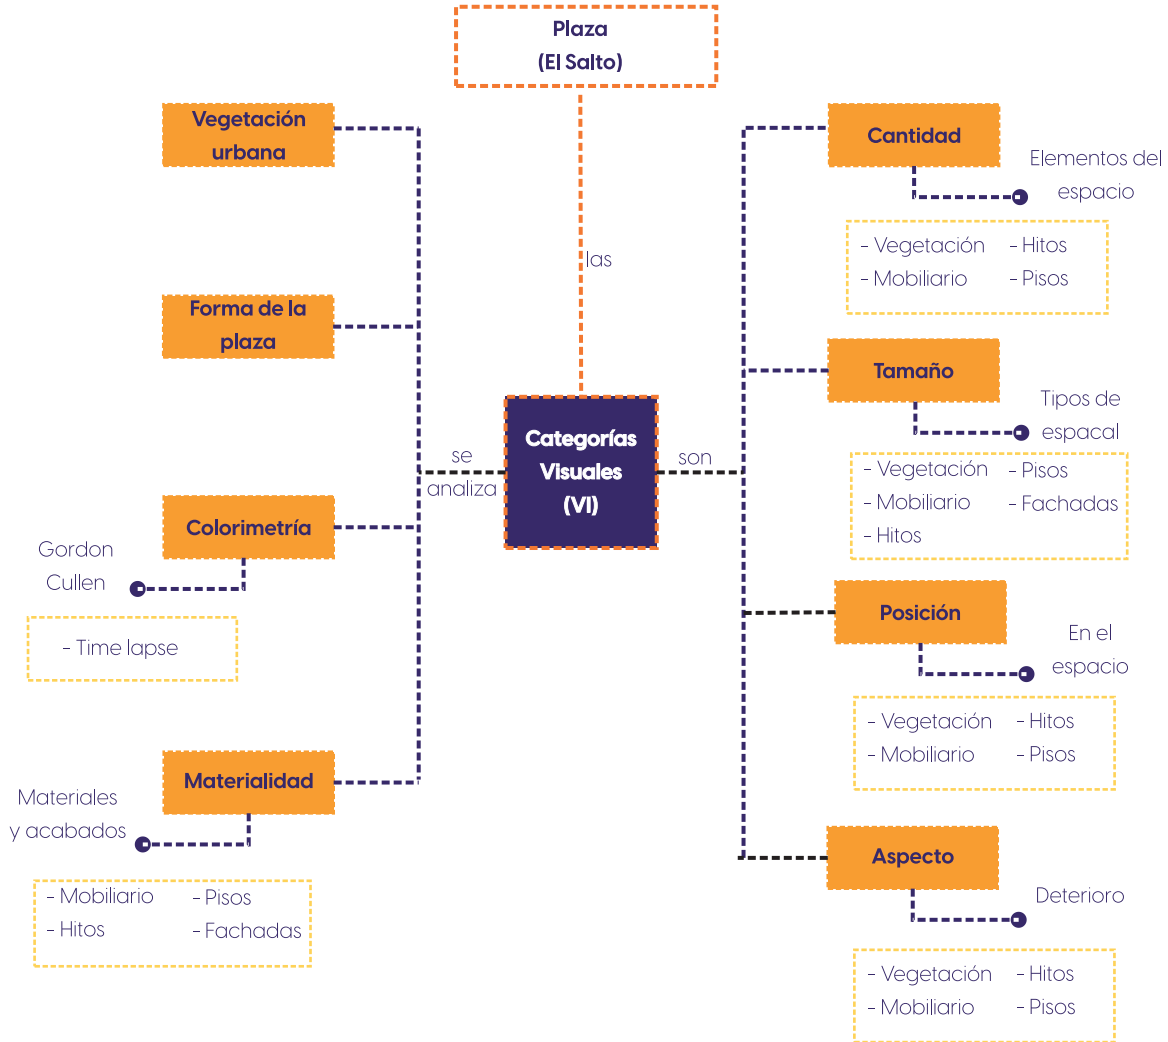 Plaza
(El Salto)
las
Categorías
Visuales
(VI)
se
analiza
Vegetación
urbana
Forma de la
plaza
Colorimetría
Gordon
Cullen
- Time lapse
Materialidad
Materiales
y acabados
- Mobiliario
- Hitos
- Pisos
- Fachadas
son
Cantidad
Elementos del
espacio
- Vegetación
- Mobiliario
- Hitos
- Pisos
Tamaño
Tipos de
espacal
- Vegetación
- Mobiliario
- Hitos
- Pisos
- Fachadas
Posición
En el
espacio
- Vegetación
- Mobiliario
- Hitos
- Pisos
Aspecto
Deterioro
- Vegetación
- Mobiliario
- Hitos
- Pisos